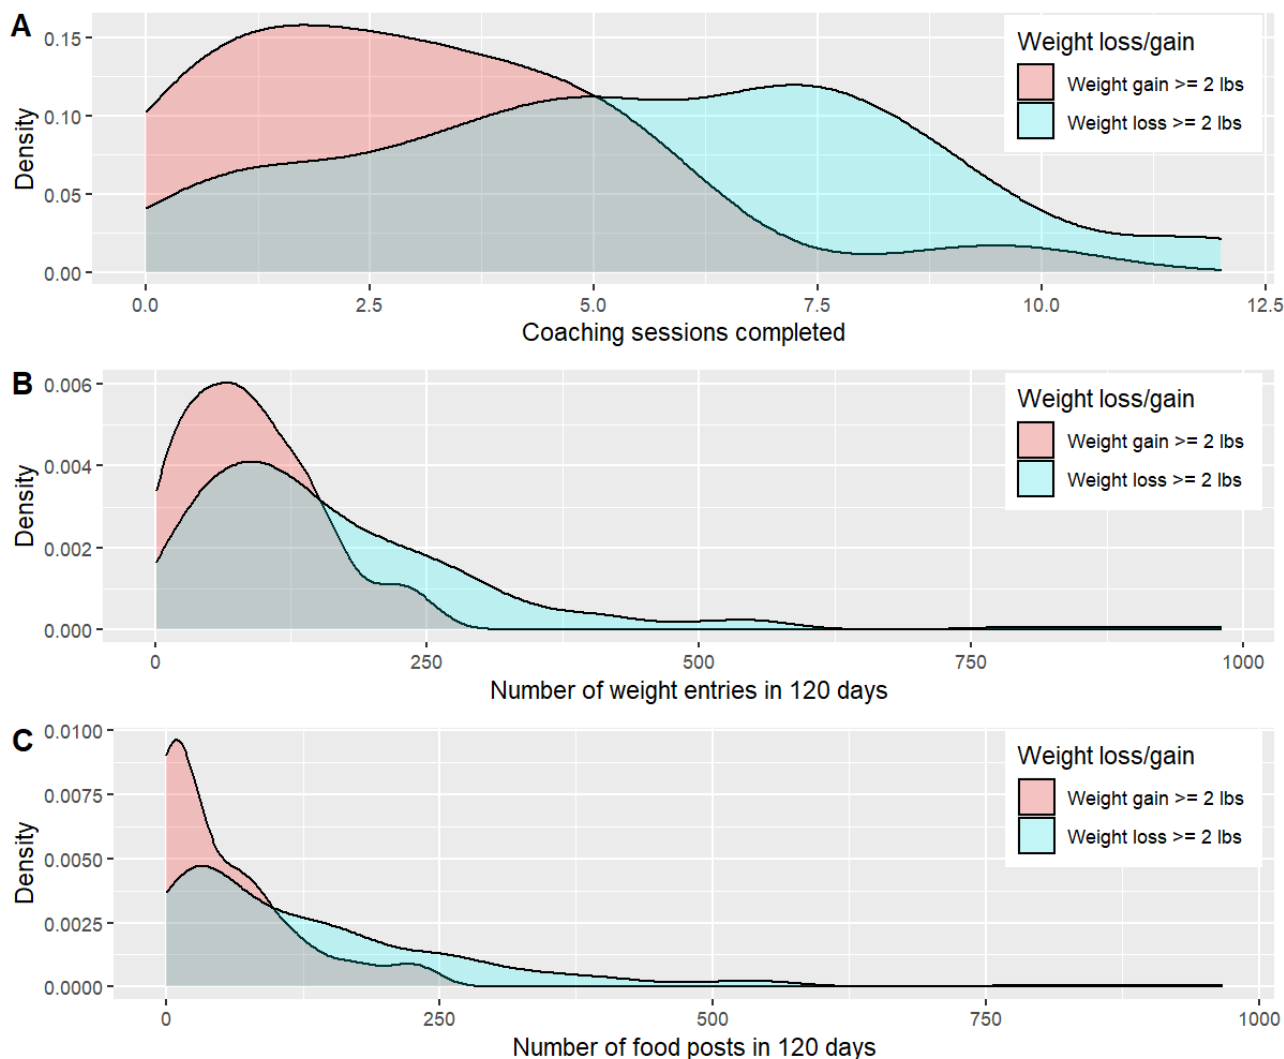 A
Weight loss/gain
Weight gain >= 2 lbs
Weight loss >= 2 lbs
Density
0.15
0.10
0.05
0.00
0.0 2.5 5.0 7.5 10.0 12.5
Coaching sessions completed
B
Weight loss/gain
Weight gain >= 2 lbs
Weight loss >= 2 lbs
Density
0.006
0.004
0.002
0.000
0 250 500 750 1000
Number of weight entries in 120 days
C
Weight loss/gain
Weight gain >= 2 lbs
Weight loss >= 2 lbs
Density
0.0100
0.0075
0.0050
0.0025
0.0000
0 250 500 750 1000
Number of food posts in 120 days